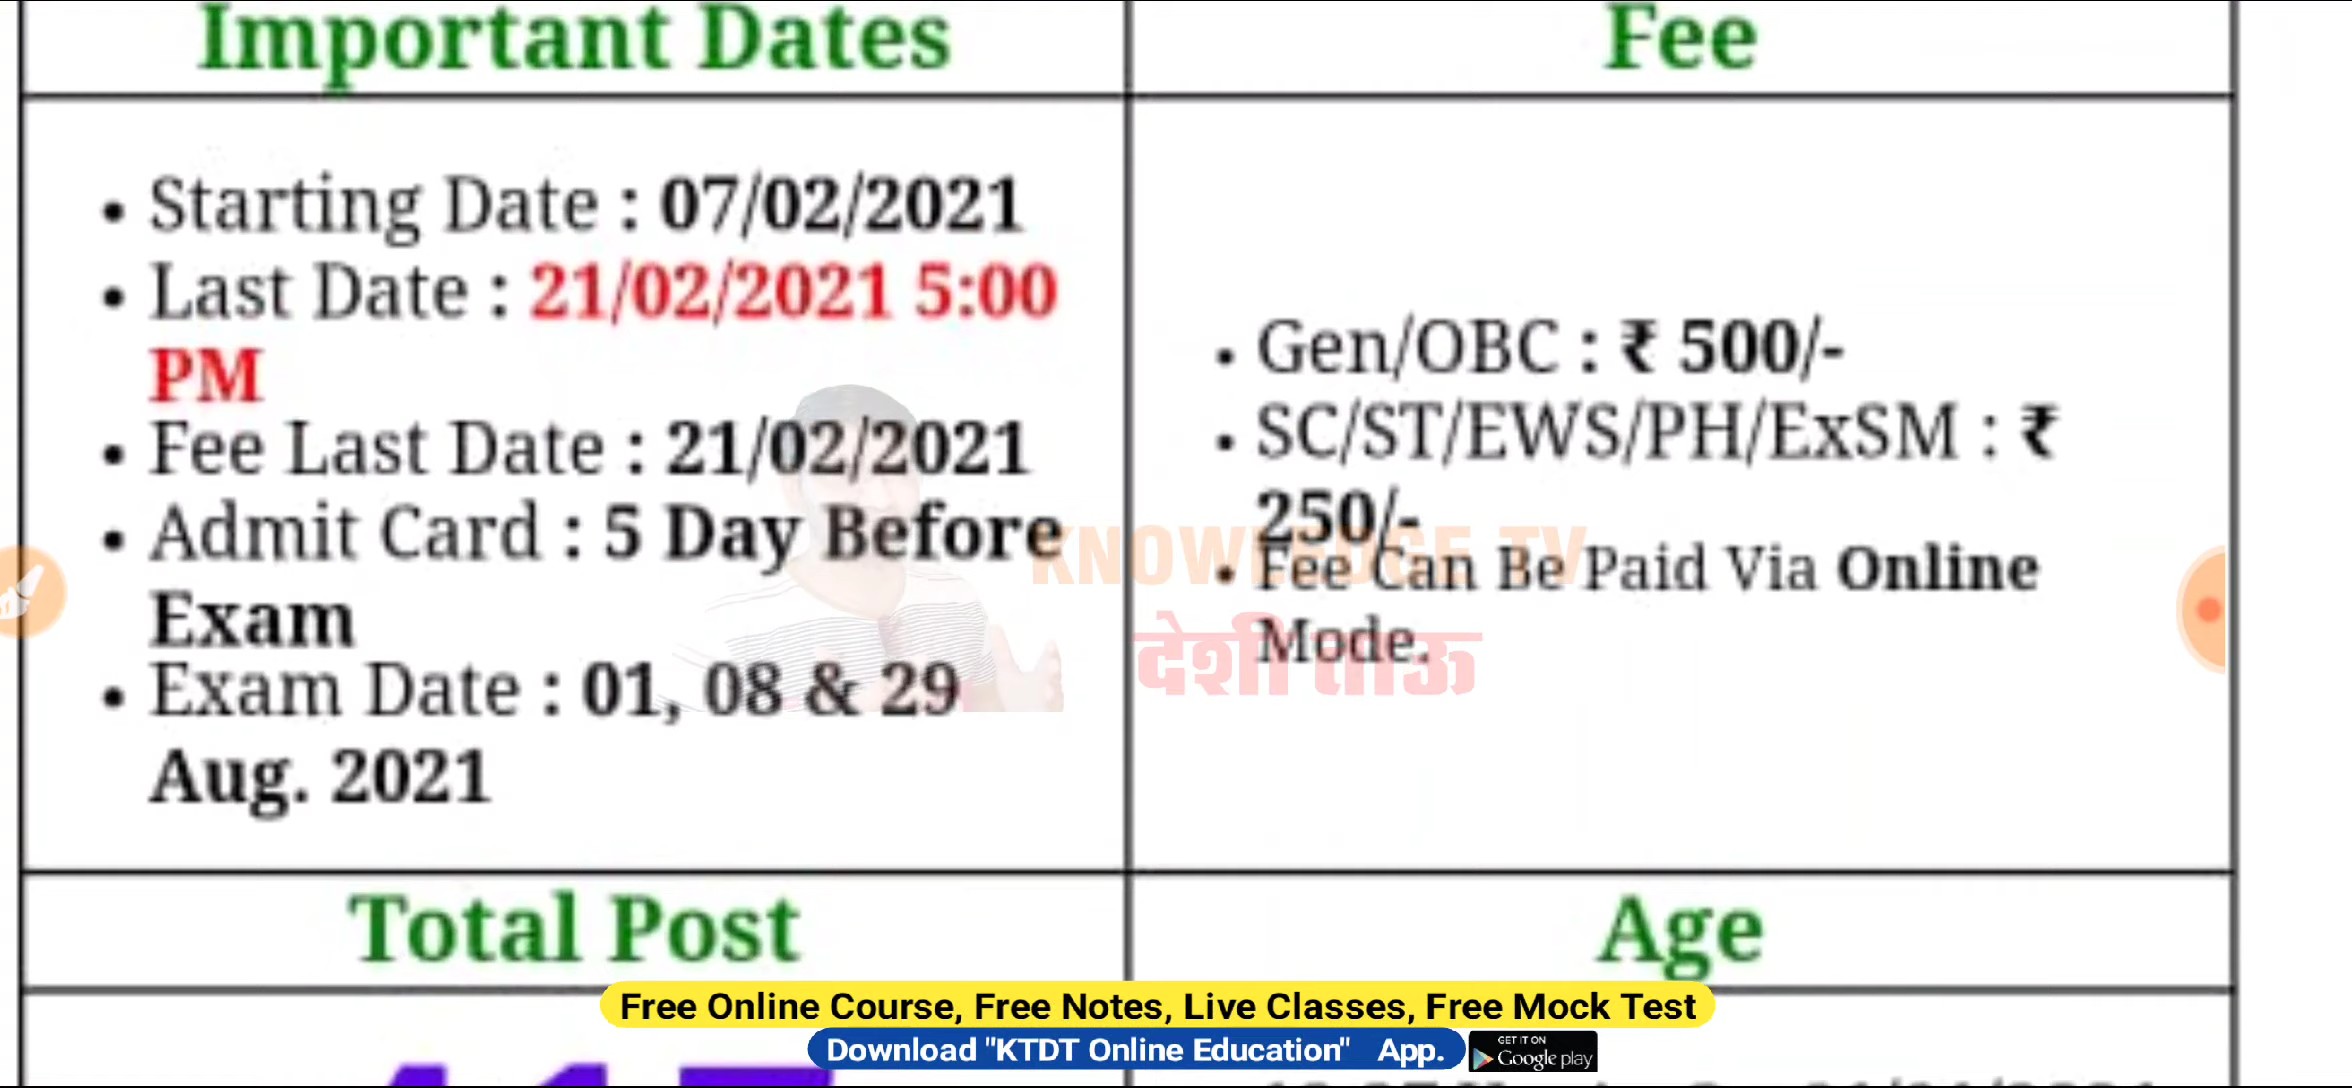 Important Dates
Fee
• Starting Date : 07/02/2021
• Last Date : 21/02/2021 5:00
PM
• Fee Last Date : 21/02/2021
• Admit Card : 5 Day Before
Exam
• Exam Date : 01, 08 & 29
Aug. 2021
• Gen/OBC : ₹ 500/-
• SC/ST/EWS/PH/ExSM : ₹
250/-
• Fee Can Be Paid Via Online
Mode.
KNOWLEDGE TV
देशी ताऊ
Total Post
Age
Free Online Course, Free Notes, Live Classes, Free Mock Test
Download "KTDT Online Education" App.
GET IT ON
Google play